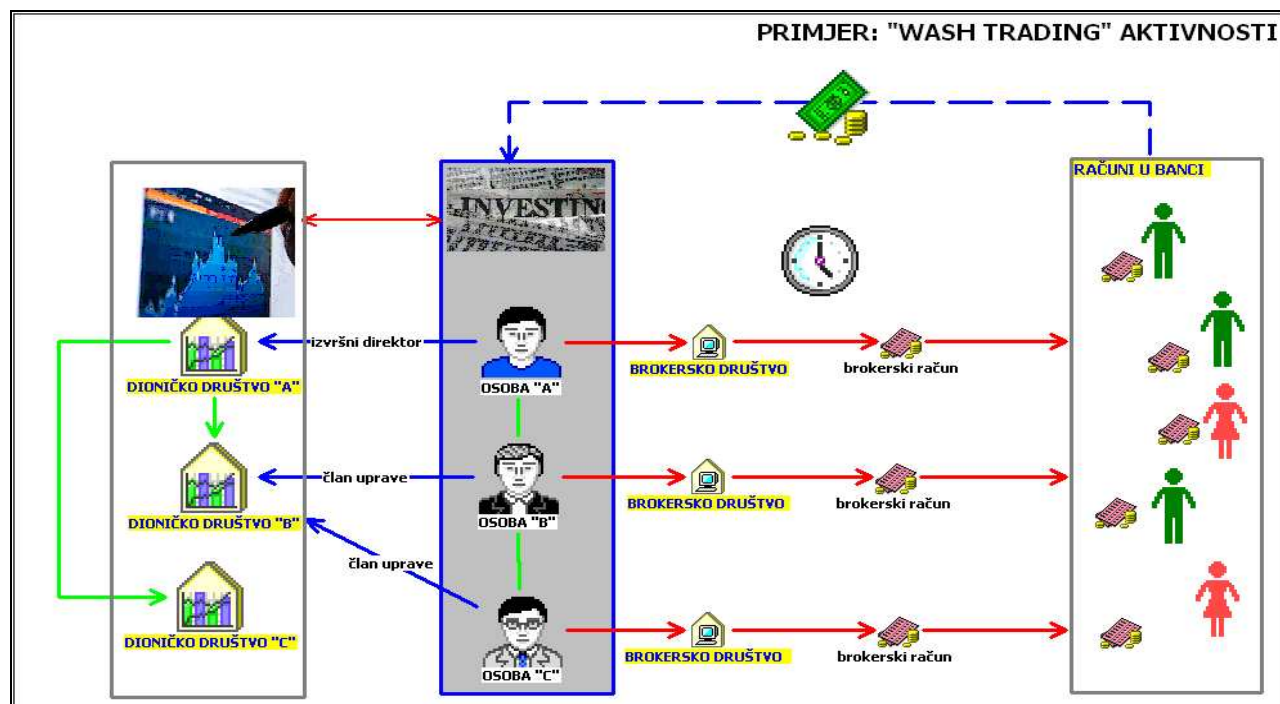 PRIMJER: "WASH TRADING" AKTIVNOSTI
RAČUNI U BANCI
INVESTIN
izvršni direktor
DIONIČKO DRUŠTVO "A"
OSOBA "A"
BROKERSKO DRUŠTVO
brokerski račun
član uprave
DIONIČKO DRUŠTVO "B"
OSOBA "B"
BROKERSKO DRUŠTVO
brokerski račun
član uprave
DIONIČKO DRUŠTVO "C"
OSOBA "C"
BROKERSKO DRUŠTVO
brokerski račun